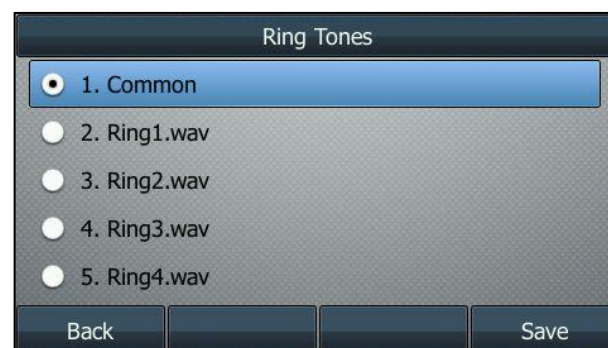 Ring Tones
1. Common
2. Ring1.wav
3. Ring2.wav
4. Ring3.wav
5. Ring4.wav
Back Save